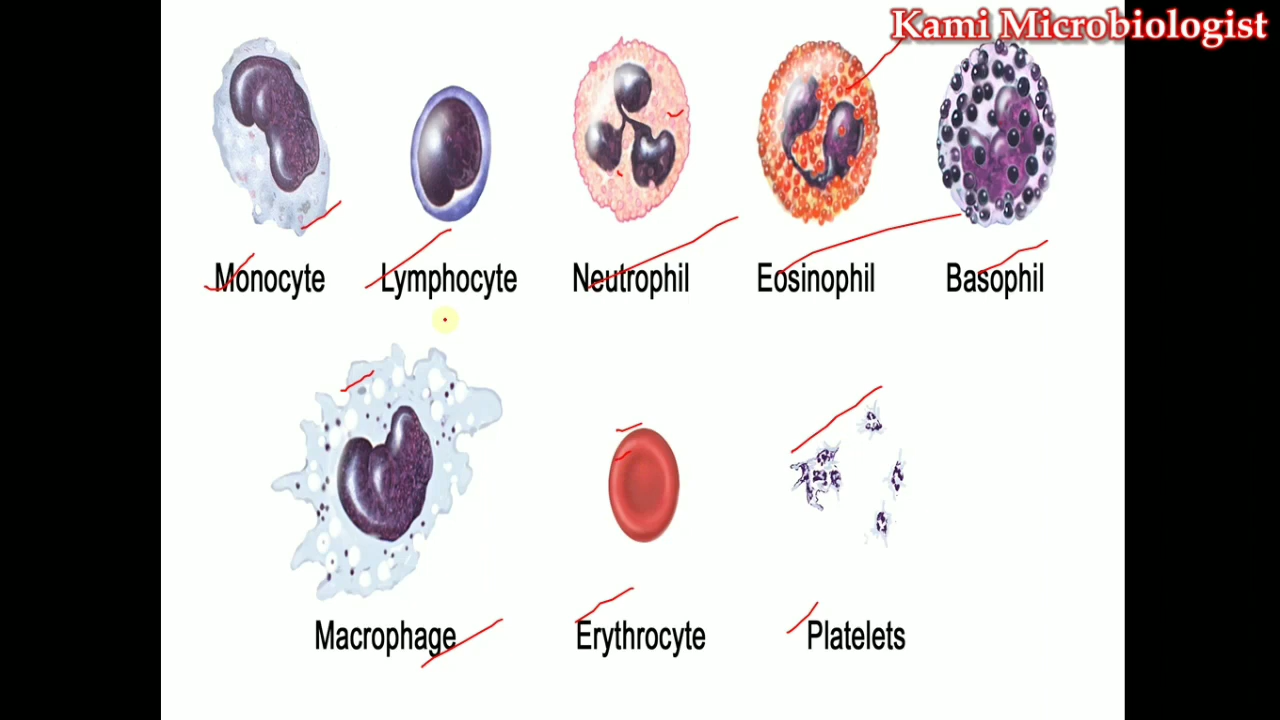 Kami Microbiologist
Monocyte Lymphocyte Neutrophil Eosinophil Basophil
Macrophage Erythrocyte Platelets